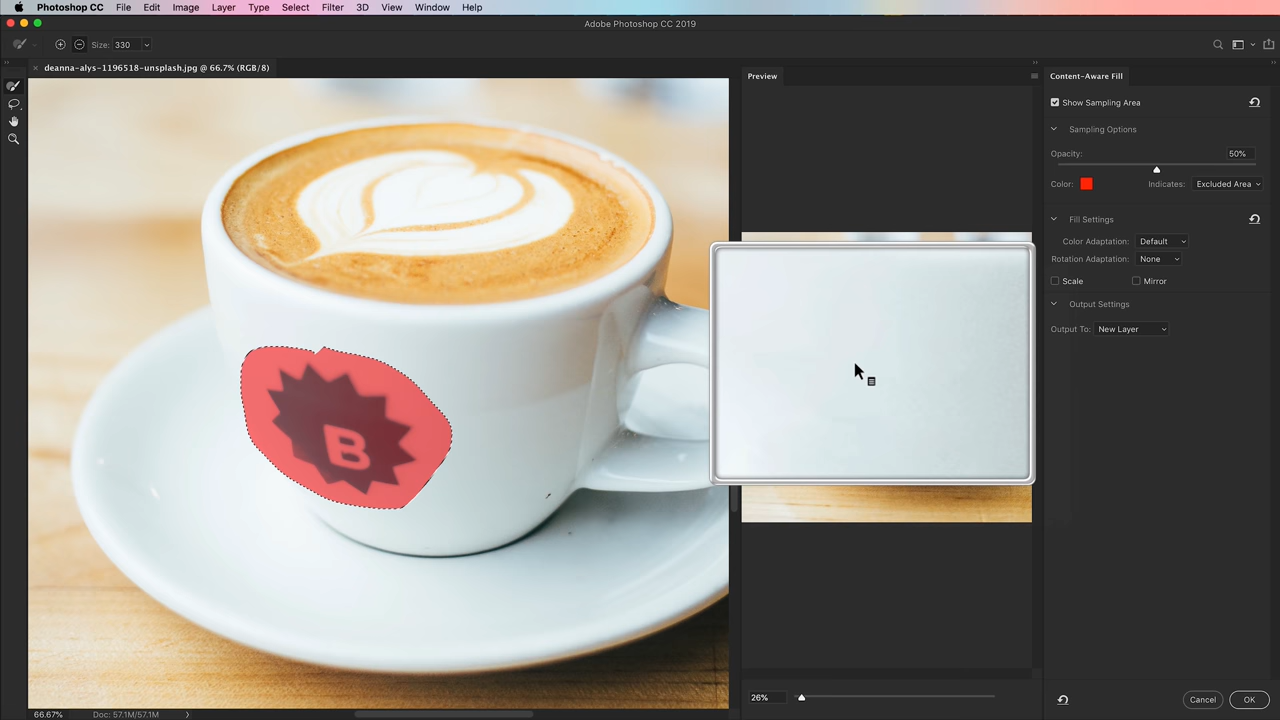 Photoshop CC File Edit Image Layer Type Select Filter 3D View Window Help
Adobe Photoshop CC 2019
Size: 330
× deanna-alys-1196518-unsplash.jpg @ 66.7% (RGB/8)
Preview
Content-Aware Fill
Show Sampling Area
Sampling Options
Opacity: 50%
Color: Indicates: Excluded Area
Fill Settings
Color Adaptation: Default
Rotation Adaptation: None
Scale Mirror
Output Settings
Output To: New Layer
B
26%
Cancel OK
66.67% Doc: 57.1M/57.1M